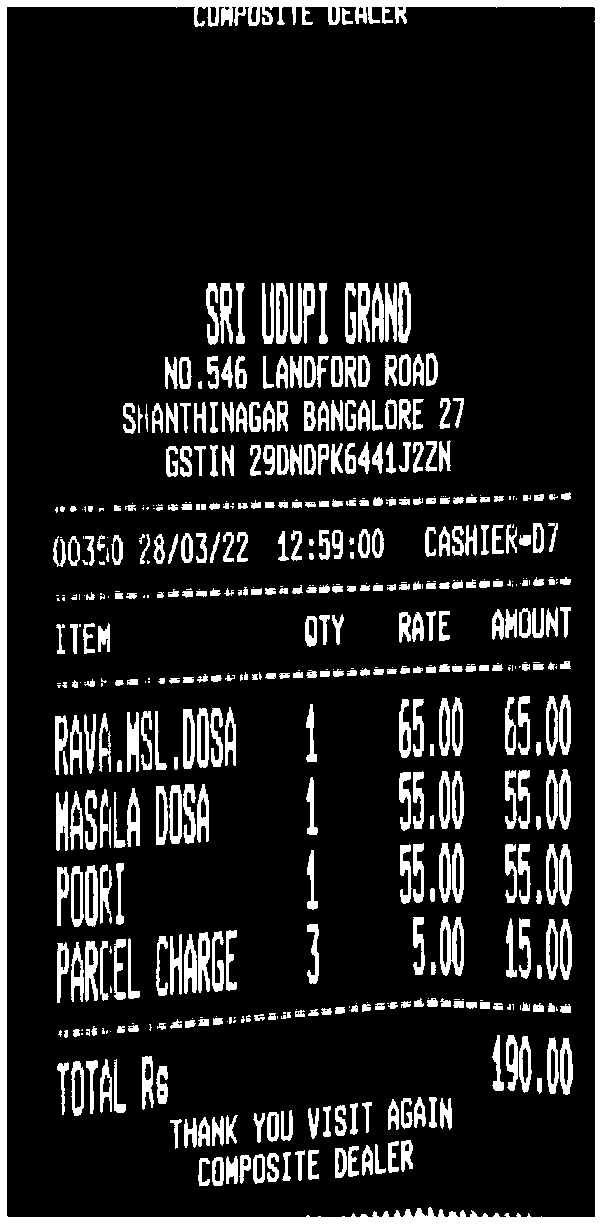 COMPOSITE DEALER
SRI UDUPI GRAND
NO.546 LANDFORD ROAD
SHANTHINAGAR BANGALORE 27
GSTIN 29DNDPK6441J2ZN
00350 28/03/22 12:59:00 CASHIER-D7
ITEM QTY RATE AMOUNT
RAVA.MSL.DOSA 1 65.00 65.00
MASALA DOSA 1 55.00 55.00
POORI 1 55.00 55.00
PARCEL CHARGE 3 5.00 15.00
TOTAL Rs 190.00
THANK YOU VISIT AGAIN
COMPOSITE DEALER